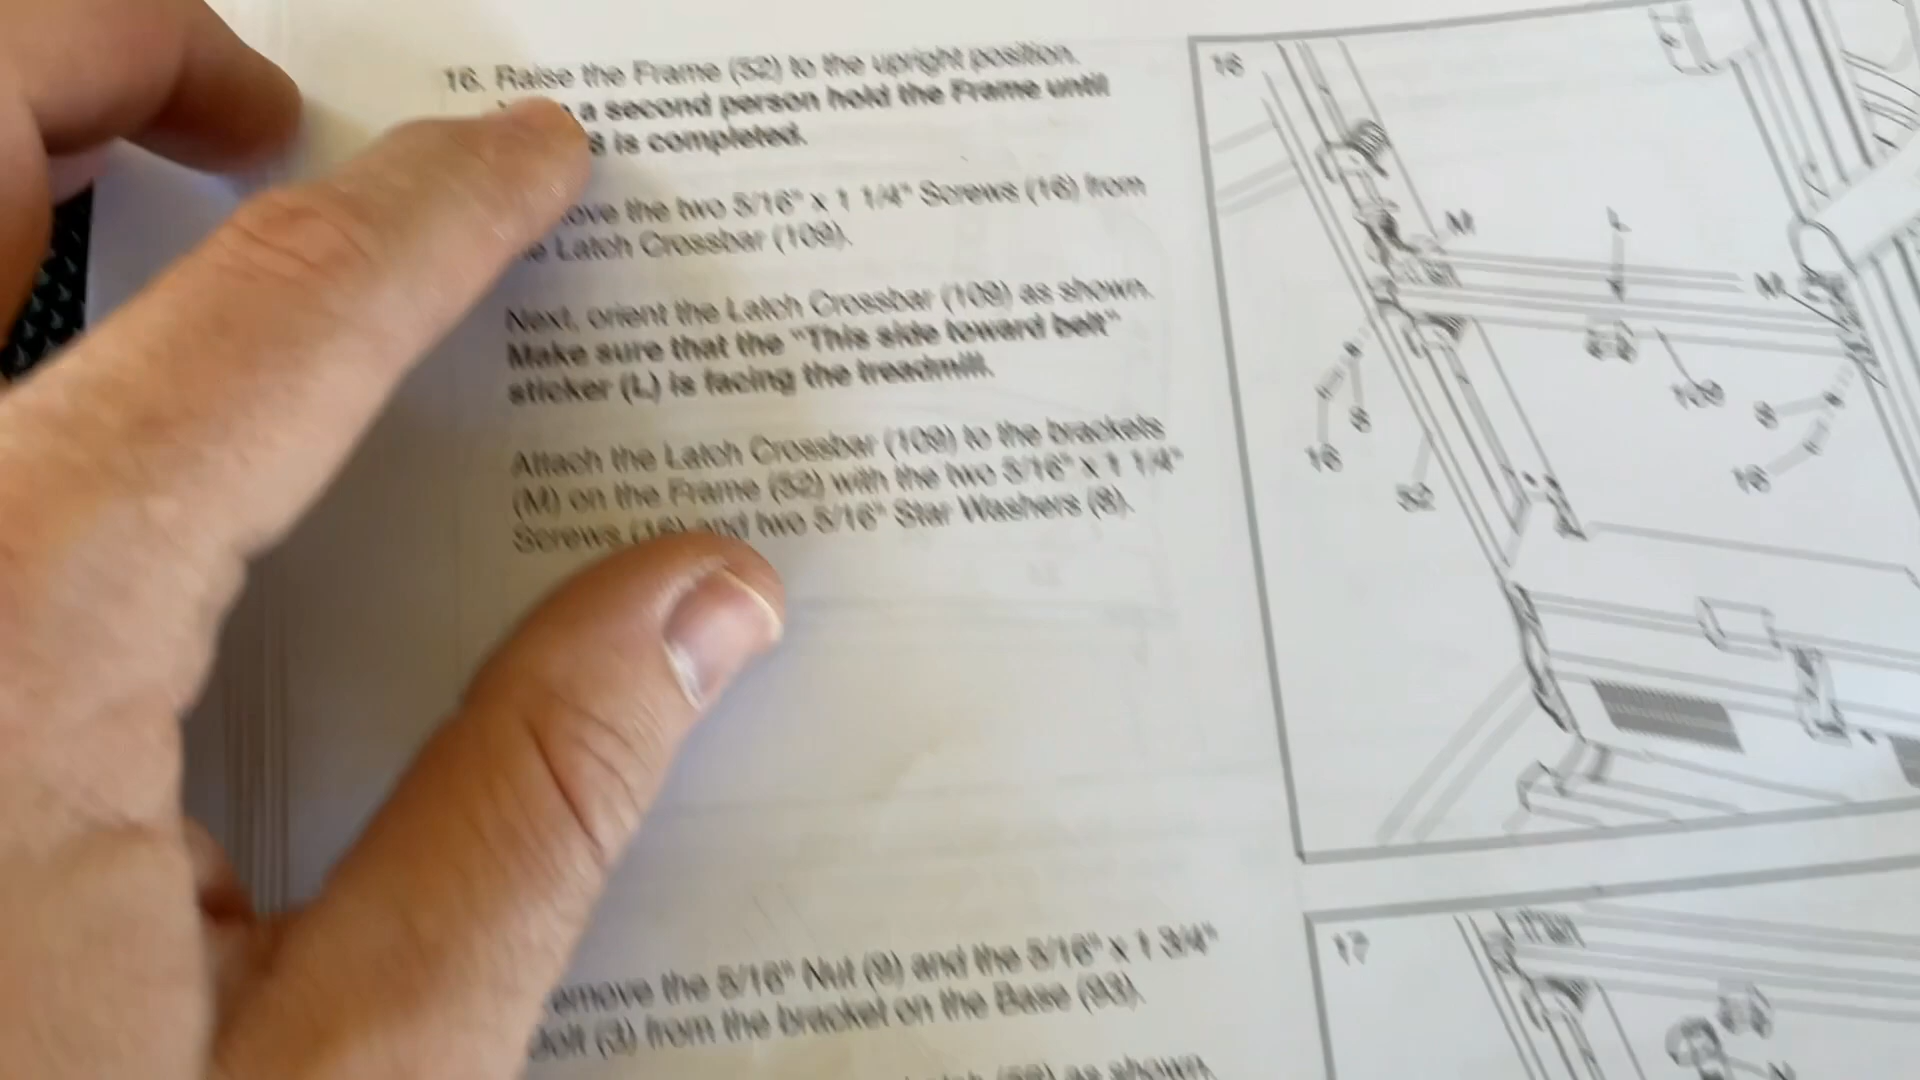 16. Raise the Frame (52) to the upright position.
a second person hold the Frame until
is completed.
the two 5/16" x 1 1/4" Screws (16) from
Latch Crossbar (109).
Next, orient the Latch Crossbar (109) as shown.
Make sure that the "This side toward belt"
sticker (L) is facing the treadmill.
Attach the Latch Crossbar (109) to the brackets
(M) on the Frame (52) with the two 5/16" x 1 1/4"
Screws (16) and two 5/16" Star Washers (8).
the 5/16" Nut (9) and the 5/16" x 1 3/4"
(3) from the bracket on the Base (93).
as shown.
16
M
L
M
109
8
16
8
16
52
17